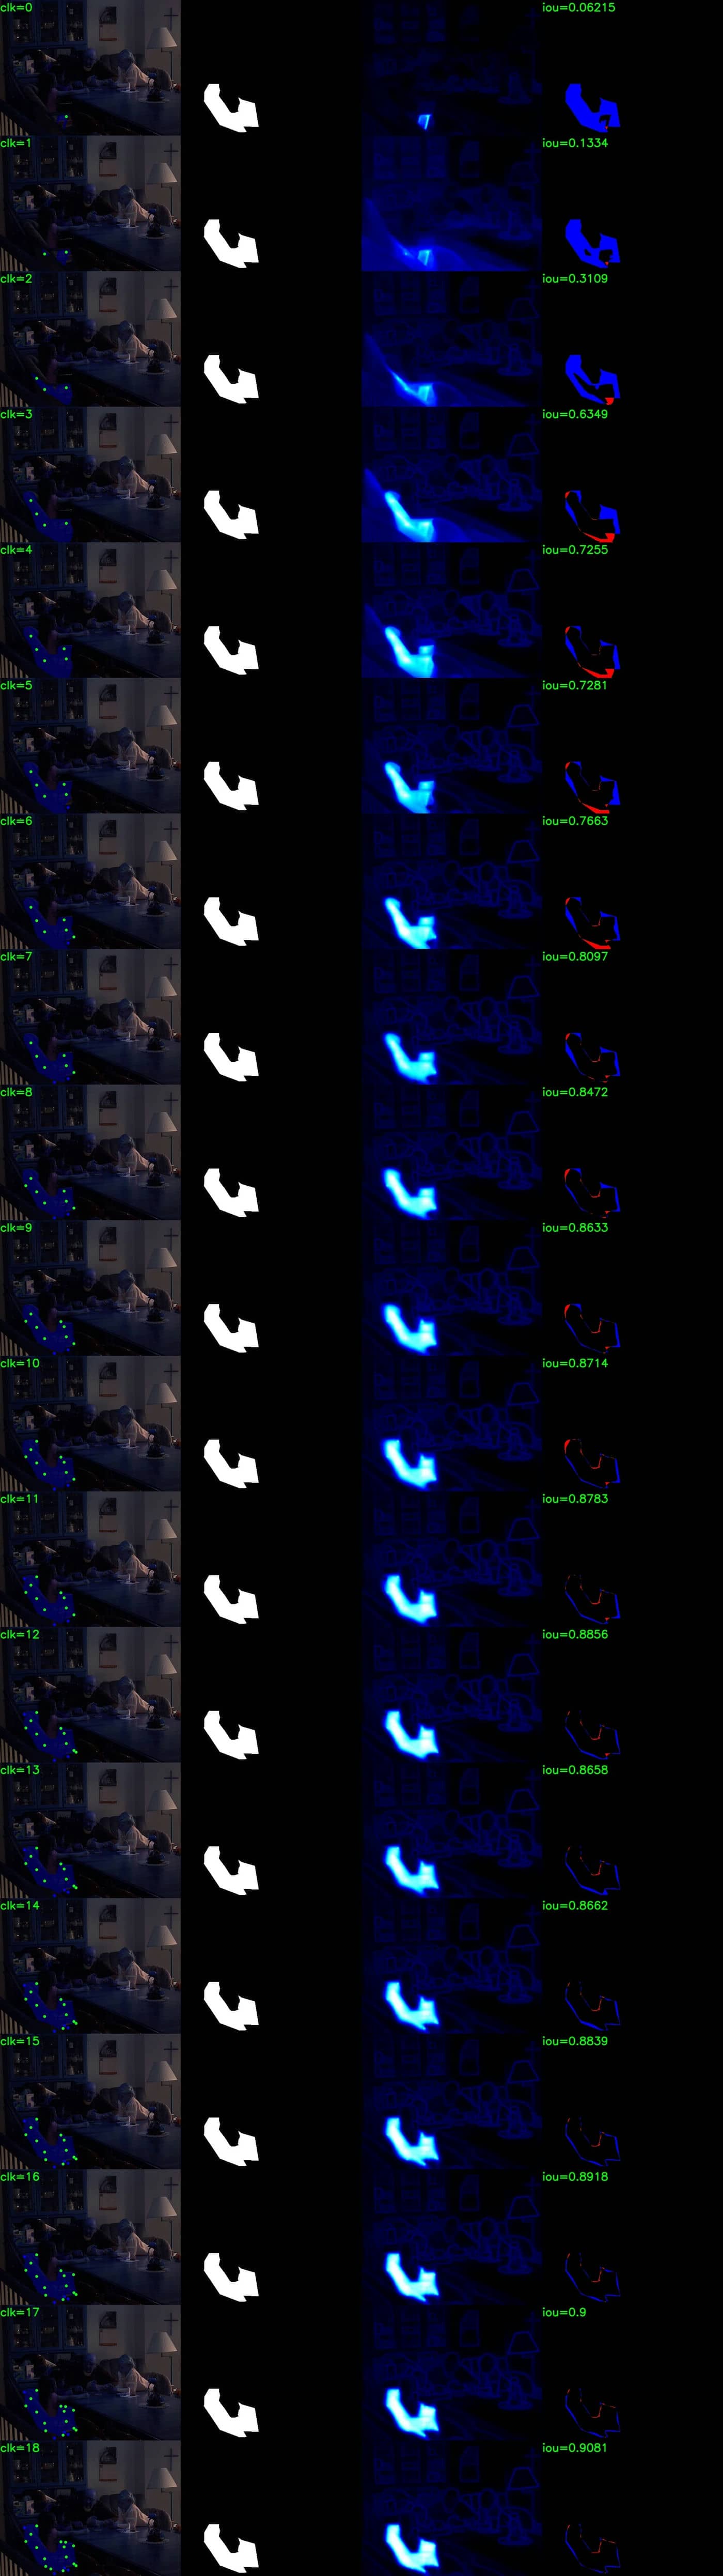 clk=0 iou=0.06215
clk=1 iou=0.1334
clk=2 iou=0.3109
clk=3 iou=0.6349
clk=4 iou=0.7255
clk=5 iou=0.7281
clk=6 iou=0.7663
clk=7 iou=0.8097
clk=8 iou=0.8472
clk=9 iou=0.8633
clk=10 iou=0.8714
clk=11 iou=0.8783
clk=12 iou=0.8856
clk=13 iou=0.8658
clk=14 iou=0.8662
clk=15 iou=0.8839
clk=16 iou=0.8918
clk=17 iou=0.9
clk=18 iou=0.9081